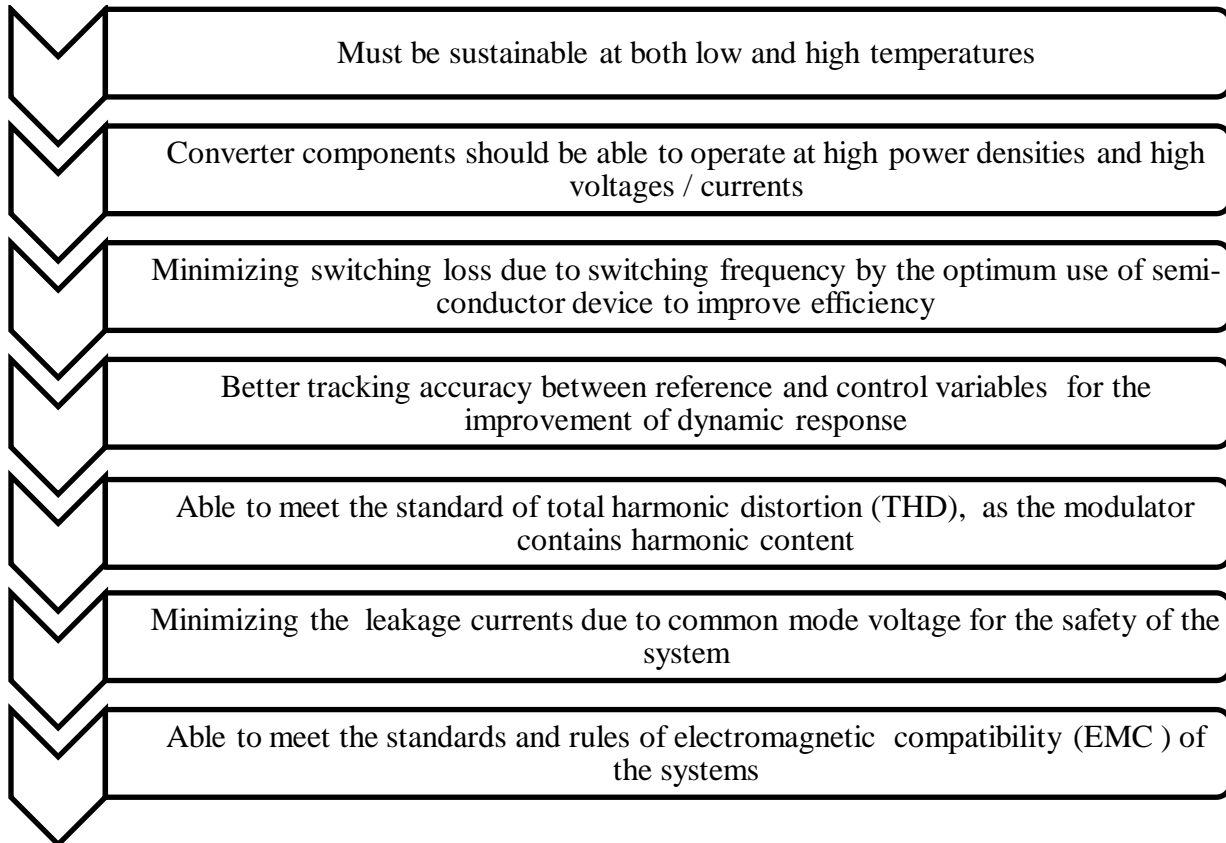 Must be sustainable at both low and high temperatures
Converter components should be able to operate at high power densities and high
voltages / currents
Minimizing switching loss due to switching frequency by the optimum use of semi-
conductor device to improve efficiency
Better tracking accuracy between reference and control variables for the
improvement of dynamic response
Able to meet the standard of total harmonic distortion (THD), as the modulator
contains harmonic content
Minimizing the leakage currents due to common mode voltage for the safety of the
system
Able to meet the standards and rules of electromagnetic compatibility (EMC ) of
the systems